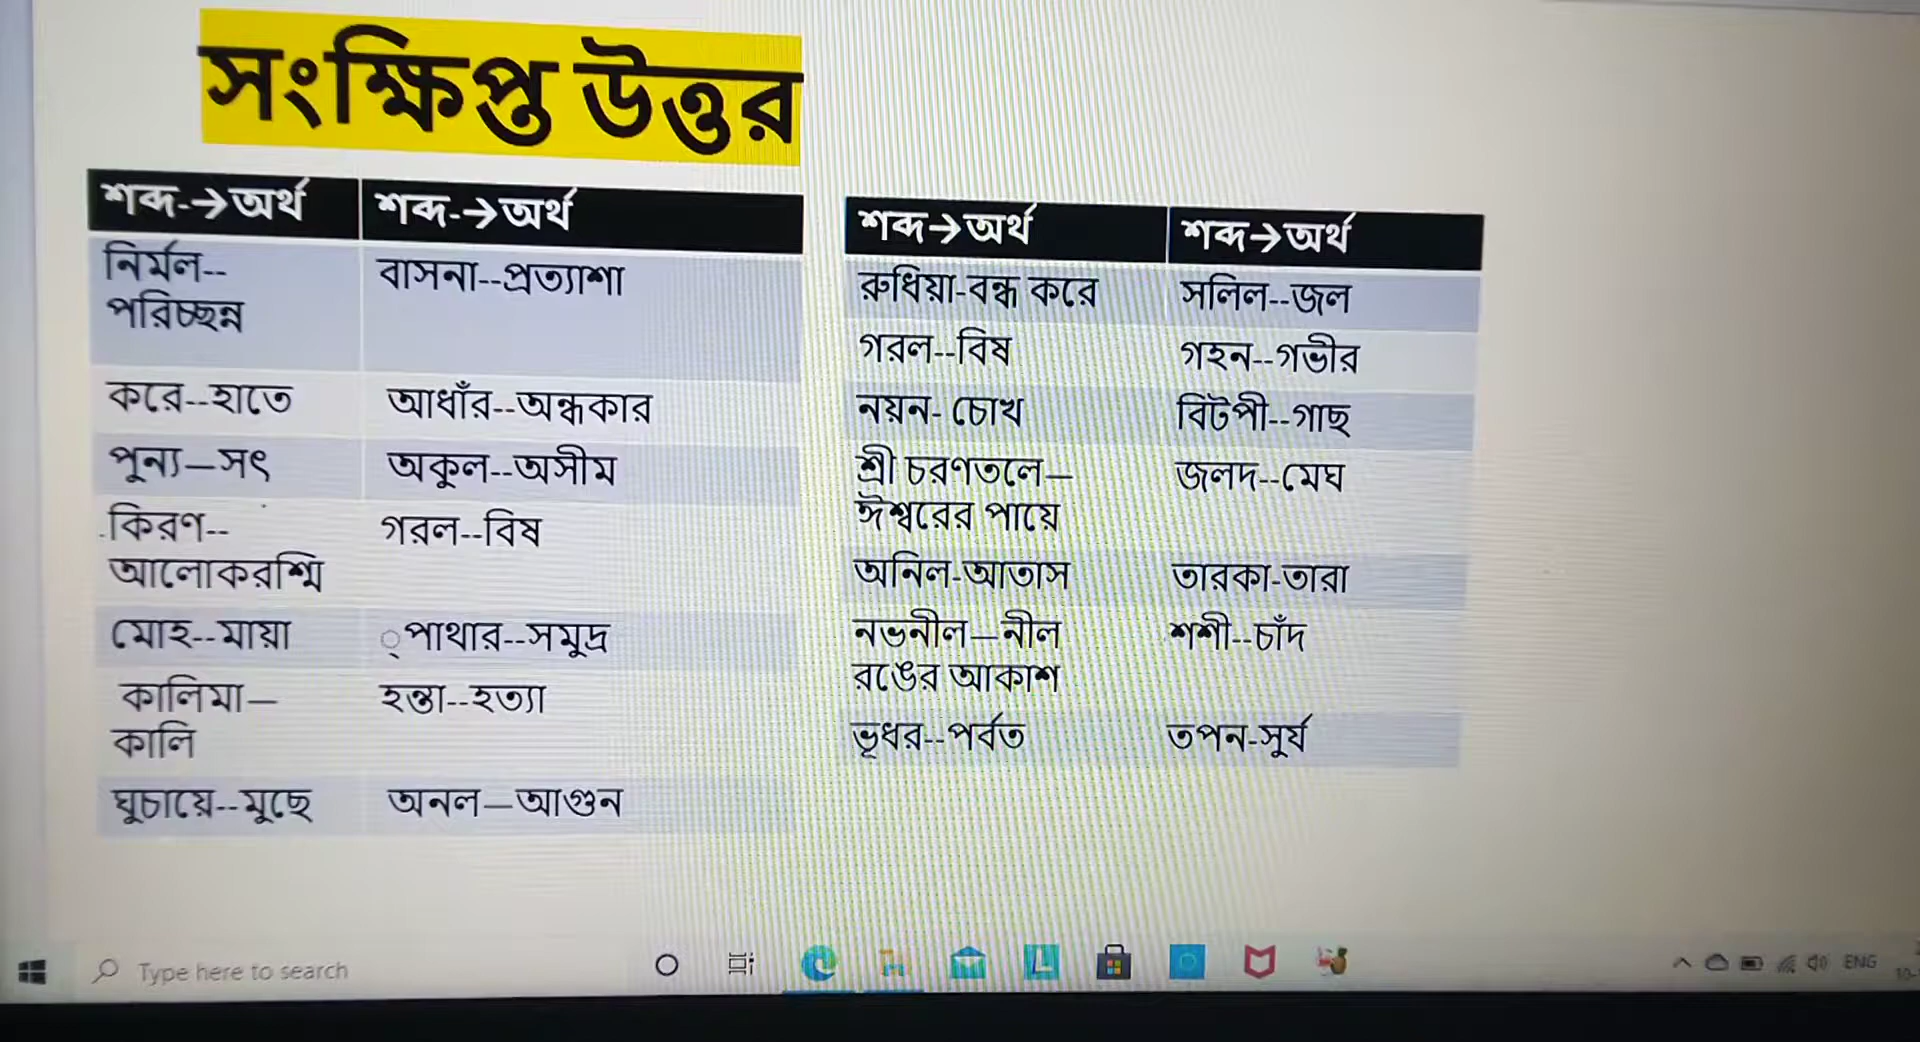 সংক্ষিপ্ত উত্তর
শব্দ-→অর্থ শব্দ-→অর্থ
নির্মল-- বাসনা--প্রত্যাশা
পরিচ্ছন্ন
করে--হাতে আধাঁর--অন্ধকার
পুন্য—সৎ অকুল--অসীম
কিরণ-- গরল--বিষ
আলোকরশ্মি
মোহ--মায়া ্পাথার--সমুদ্র
কালিমা— হন্তা--হত্যা
কালি
ঘুচায়ে--মুছে অনল—আগুন
শব্দ→অর্থ শব্দ→অর্থ
রুধিয়া-বন্ধ করে সলিল--জল
গরল--বিষ গহন--গভীর
নয়ন- চোখ বিটপী--গাছ
শ্রী চরণতলে— জলদ--মেঘ
ঈশ্বরের পায়ে
অনিল-আতাস তারকা-তারা
নভনীল—নীল শশী--চাঁদ
রঙের আকাশ
ভূধর--পর্বত তপন-সুর্য
Type here to search
ENG